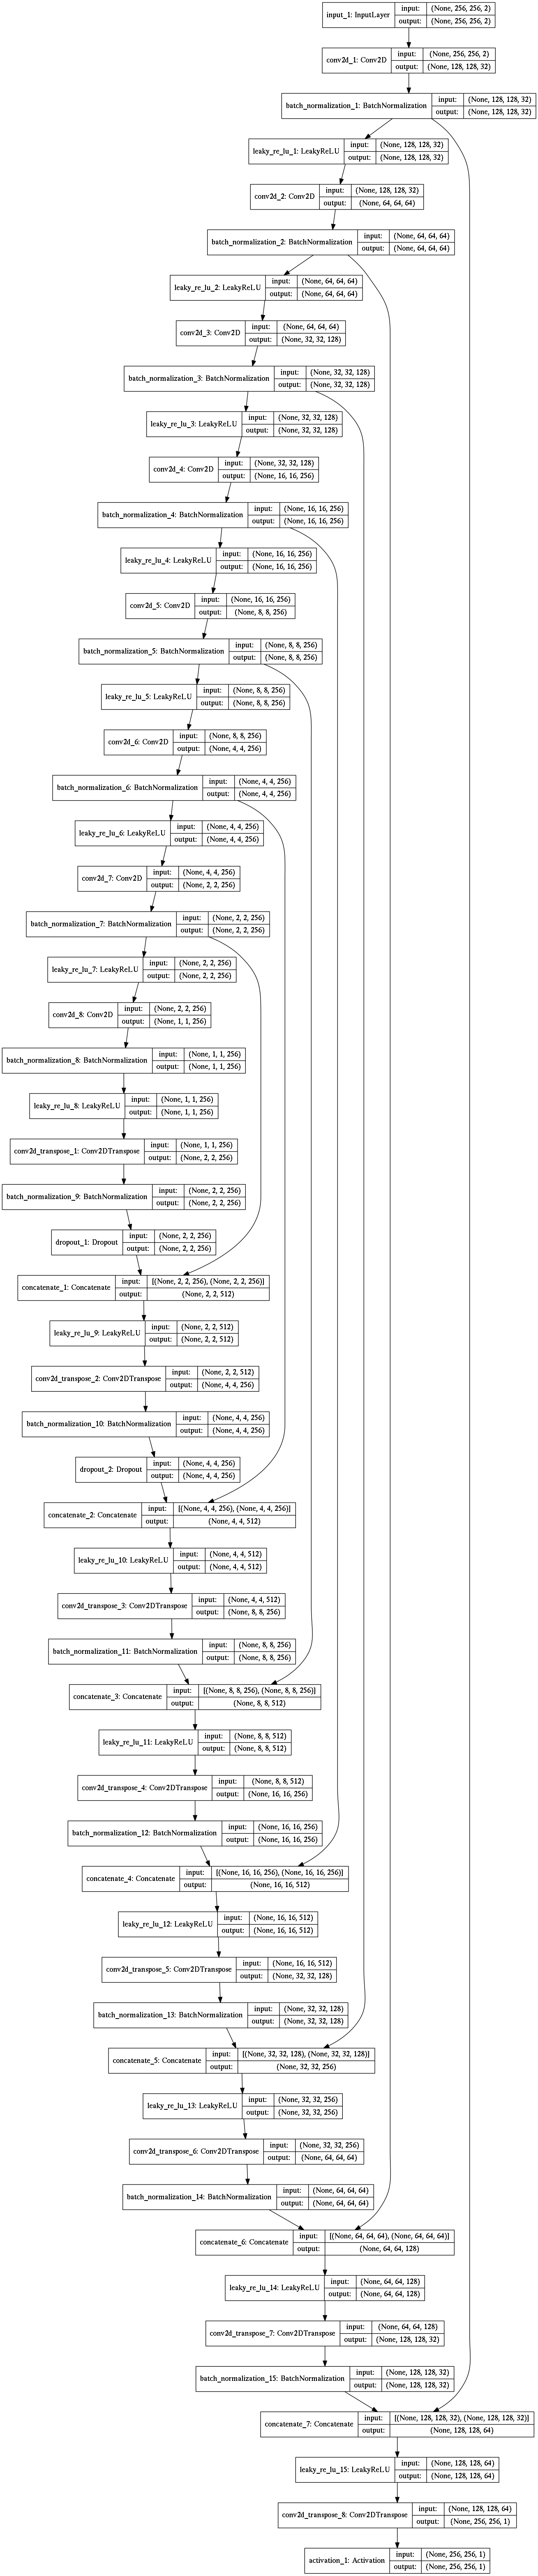 input_1: InputLayer
input: (None, 256, 256, 2)
output: (None, 256, 256, 2)
conv2d_1: Conv2D
input: (None, 256, 256, 2)
output: (None, 128, 128, 32)
batch_normalization_1: BatchNormalization
input: (None, 128, 128, 32)
output: (None, 128, 128, 32)
leaky_re_lu_1: LeakyReLU
input: (None, 128, 128, 32)
output: (None, 128, 128, 32)
conv2d_2: Conv2D
input: (None, 128, 128, 32)
output: (None, 64, 64, 64)
batch_normalization_2: BatchNormalization
input: (None, 64, 64, 64)
output: (None, 64, 64, 64)
leaky_re_lu_2: LeakyReLU
input: (None, 64, 64, 64)
output: (None, 64, 64, 64)
conv2d_3: Conv2D
input: (None, 64, 64, 64)
output: (None, 32, 32, 128)
batch_normalization_3: BatchNormalization
input: (None, 32, 32, 128)
output: (None, 32, 32, 128)
leaky_re_lu_3: LeakyReLU
input: (None, 32, 32, 128)
output: (None, 32, 32, 128)
conv2d_4: Conv2D
input: (None, 32, 32, 128)
output: (None, 16, 16, 256)
batch_normalization_4: BatchNormalization
input: (None, 16, 16, 256)
output: (None, 16, 16, 256)
leaky_re_lu_4: LeakyReLU
input: (None, 16, 16, 256)
output: (None, 16, 16, 256)
conv2d_5: Conv2D
input: (None, 16, 16, 256)
output: (None, 8, 8, 256)
batch_normalization_5: BatchNormalization
input: (None, 8, 8, 256)
output: (None, 8, 8, 256)
leaky_re_lu_5: LeakyReLU
input: (None, 8, 8, 256)
output: (None, 8, 8, 256)
conv2d_6: Conv2D
input: (None, 8, 8, 256)
output: (None, 4, 4, 256)
batch_normalization_6: BatchNormalization
input: (None, 4, 4, 256)
output: (None, 4, 4, 256)
leaky_re_lu_6: LeakyReLU
input: (None, 4, 4, 256)
output: (None, 4, 4, 256)
conv2d_7: Conv2D
input: (None, 4, 4, 256)
output: (None, 2, 2, 256)
batch_normalization_7: BatchNormalization
input: (None, 2, 2, 256)
output: (None, 2, 2, 256)
leaky_re_lu_7: LeakyReLU
input: (None, 2, 2, 256)
output: (None, 2, 2, 256)
conv2d_8: Conv2D
input: (None, 2, 2, 256)
output: (None, 1, 1, 256)
batch_normalization_8: BatchNormalization
input: (None, 1, 1, 256)
output: (None, 1, 1, 256)
leaky_re_lu_8: LeakyReLU
input: (None, 1, 1, 256)
output: (None, 1, 1, 256)
conv2d_transpose_1: Conv2DTranspose
input: (None, 1, 1, 256)
output: (None, 2, 2, 256)
batch_normalization_9: BatchNormalization
input: (None, 2, 2, 256)
output: (None, 2, 2, 256)
dropout_1: Dropout
input: (None, 2, 2, 256)
output: (None, 2, 2, 256)
concatenate_1: Concatenate
input: [(None, 2, 2, 256), (None, 2, 2, 256)]
output: (None, 2, 2, 512)
leaky_re_lu_9: LeakyReLU
input: (None, 2, 2, 512)
output: (None, 2, 2, 512)
conv2d_transpose_2: Conv2DTranspose
input: (None, 2, 2, 512)
output: (None, 4, 4, 256)
batch_normalization_10: BatchNormalization
input: (None, 4, 4, 256)
output: (None, 4, 4, 256)
dropout_2: Dropout
input: (None, 4, 4, 256)
output: (None, 4, 4, 256)
concatenate_2: Concatenate
input: [(None, 4, 4, 256), (None, 4, 4, 256)]
output: (None, 4, 4, 512)
leaky_re_lu_10: LeakyReLU
input: (None, 4, 4, 512)
output: (None, 4, 4, 512)
conv2d_transpose_3: Conv2DTranspose
input: (None, 4, 4, 512)
output: (None, 8, 8, 256)
batch_normalization_11: BatchNormalization
input: (None, 8, 8, 256)
output: (None, 8, 8, 256)
concatenate_3: Concatenate
input: [(None, 8, 8, 256), (None, 8, 8, 256)]
output: (None, 8, 8, 512)
leaky_re_lu_11: LeakyReLU
input: (None, 8, 8, 512)
output: (None, 8, 8, 512)
conv2d_transpose_4: Conv2DTranspose
input: (None, 8, 8, 512)
output: (None, 16, 16, 256)
batch_normalization_12: BatchNormalization
input: (None, 16, 16, 256)
output: (None, 16, 16, 256)
concatenate_4: Concatenate
input: [(None, 16, 16, 256), (None, 16, 16, 256)]
output: (None, 16, 16, 512)
leaky_re_lu_12: LeakyReLU
input: (None, 16, 16, 512)
output: (None, 16, 16, 512)
conv2d_transpose_5: Conv2DTranspose
input: (None, 16, 16, 512)
output: (None, 32, 32, 128)
batch_normalization_13: BatchNormalization
input: (None, 32, 32, 128)
output: (None, 32, 32, 128)
concatenate_5: Concatenate
input: [(None, 32, 32, 128), (None, 32, 32, 128)]
output: (None, 32, 32, 256)
leaky_re_lu_13: LeakyReLU
input: (None, 32, 32, 256)
output: (None, 32, 32, 256)
conv2d_transpose_6: Conv2DTranspose
input: (None, 32, 32, 256)
output: (None, 64, 64, 64)
batch_normalization_14: BatchNormalization
input: (None, 64, 64, 64)
output: (None, 64, 64, 64)
concatenate_6: Concatenate
input: [(None, 64, 64, 64), (None, 64, 64, 64)]
output: (None, 64, 64, 128)
leaky_re_lu_14: LeakyReLU
input: (None, 64, 64, 128)
output: (None, 64, 64, 128)
conv2d_transpose_7: Conv2DTranspose
input: (None, 64, 64, 128)
output: (None, 128, 128, 32)
batch_normalization_15: BatchNormalization
input: (None, 128, 128, 32)
output: (None, 128, 128, 32)
concatenate_7: Concatenate
input: [(None, 128, 128, 32), (None, 128, 128, 32)]
output: (None, 128, 128, 64)
leaky_re_lu_15: LeakyReLU
input: (None, 128, 128, 64)
output: (None, 128, 128, 64)
conv2d_transpose_8: Conv2DTranspose
input: (None, 128, 128, 64)
output: (None, 256, 256, 1)
activation_1: Activation
input: (None, 256, 256, 1)
output: (None, 256, 256, 1)